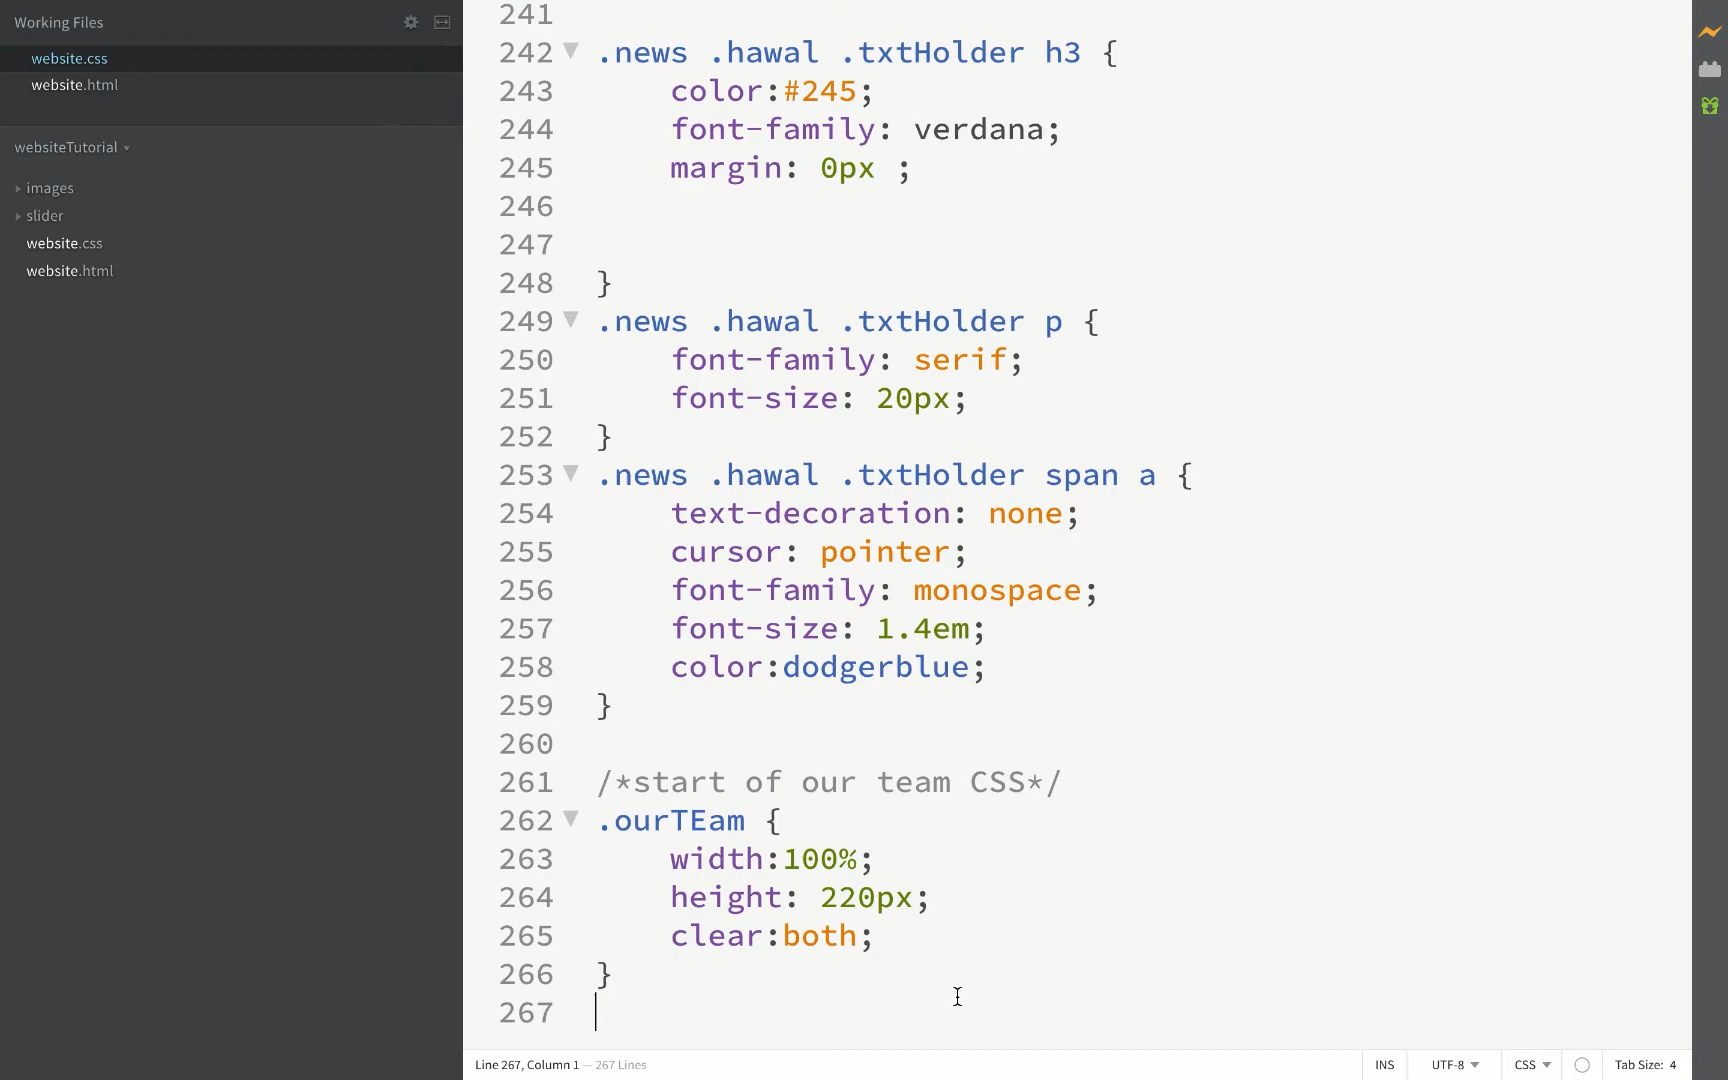 Working Files
website.css
website.html
websiteTutorial
images
slider
website.css
website.html
241
242 .news .hawal .txtHolder h3 {
243 color:#245;
244 font-family: verdana;
245 margin: 0px ;
246
247
248 }
249 .news .hawal .txtHolder p {
250 font-family: serif;
251 font-size: 20px;
252 }
253 .news .hawal .txtHolder span a {
254 text-decoration: none;
255 cursor: pointer;
256 font-family: monospace;
257 font-size: 1.4em;
258 color:dodgerblue;
259 }
260
261 /*start of our team CSS*/
262 .ourTEam {
263 width:100%;
264 height: 220px;
265 clear:both;
266 }
267
Line 267, Column 1 — 267 Lines INS UTF-8 CSS Tab Size: 4